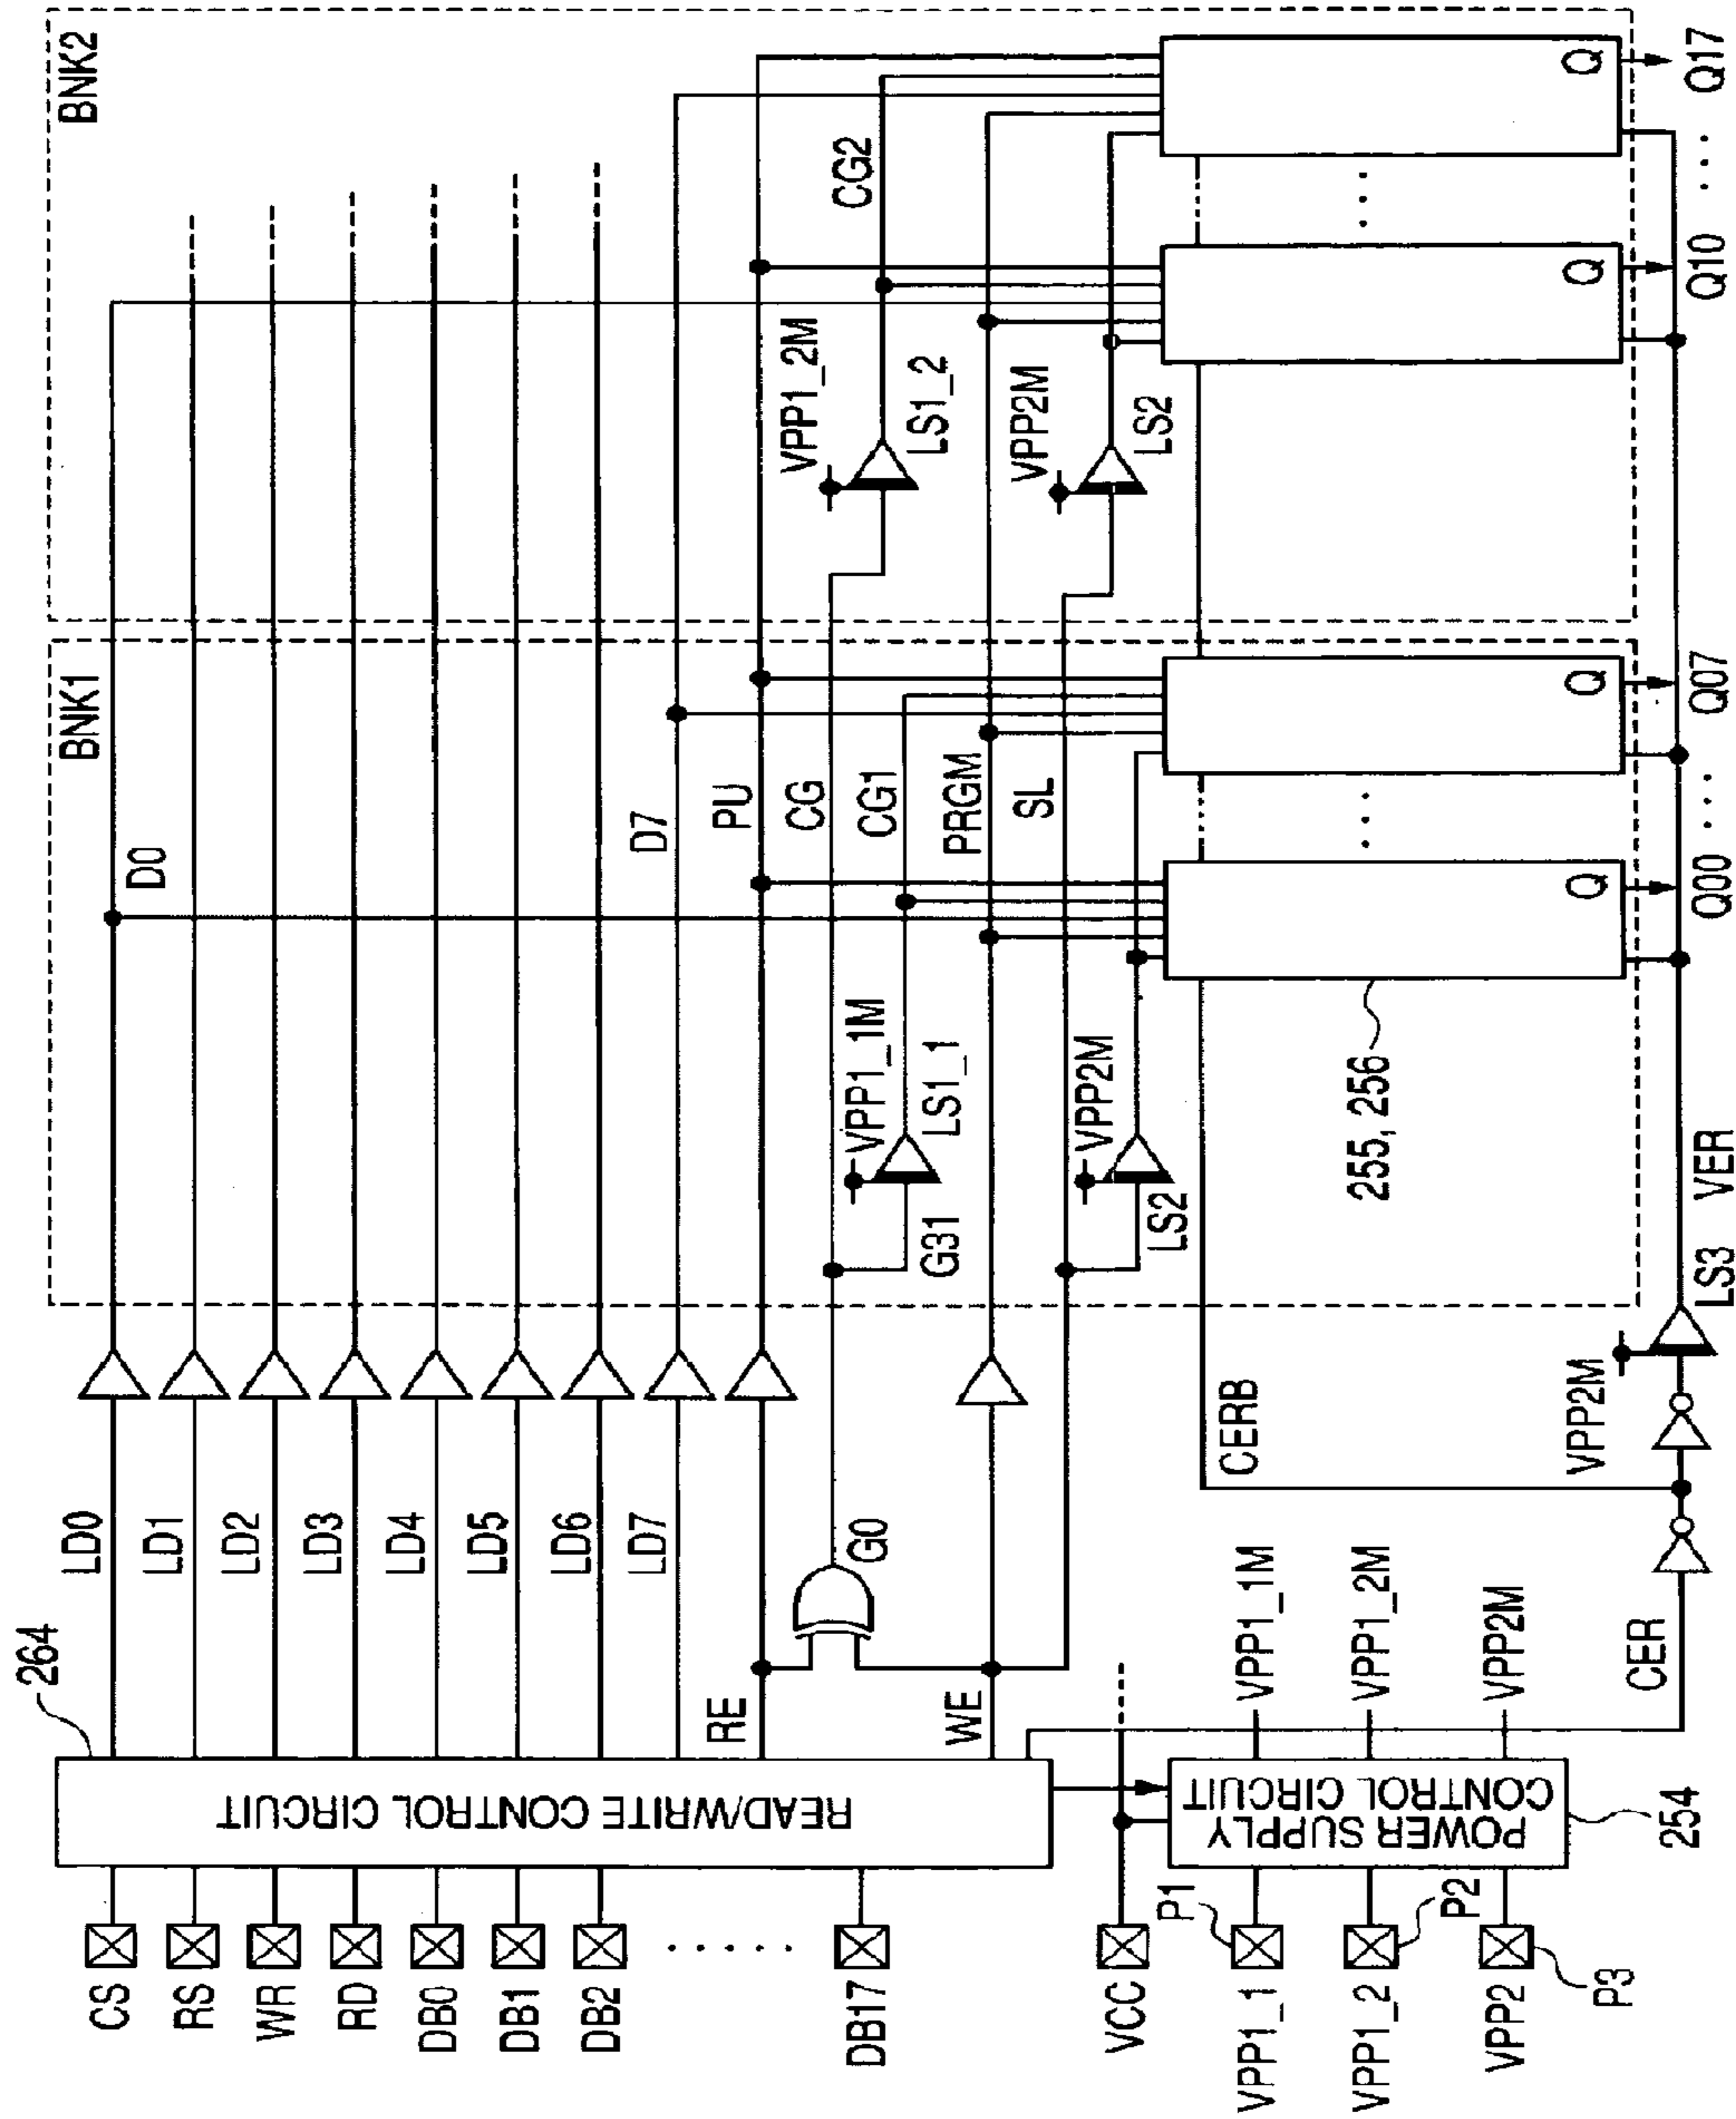 CS
RS
WR
RD
DB0
DB1
DB2
.....
DB17
VCC
VPP1_1
VPP1_2
VPP2
P1
P2
P3
264
READ/WRITE CONTROL CIRCUIT
POWER SUPPLY
CONTROL CIRCUIT
254
LD0
LD1
LD2
LD3
LD4
LD5
LD6
LD7
RE
WE
G0
VPP1_1M
VPP1_2M
VPP2M
CER
CERB
VPP2M
LS3
VER
BNK1
D0
D7
PU
CG
CG1
PRGM
SL
VPP1_1M
LS1_1
G31
VPP2M
LS2
255, 256
Q
...
Q
Q00
...
Q07
BNK2
CG2
VPP1_2M
LS1_2
VPP2M
LS2
Q
...
Q
Q10
...
Q17